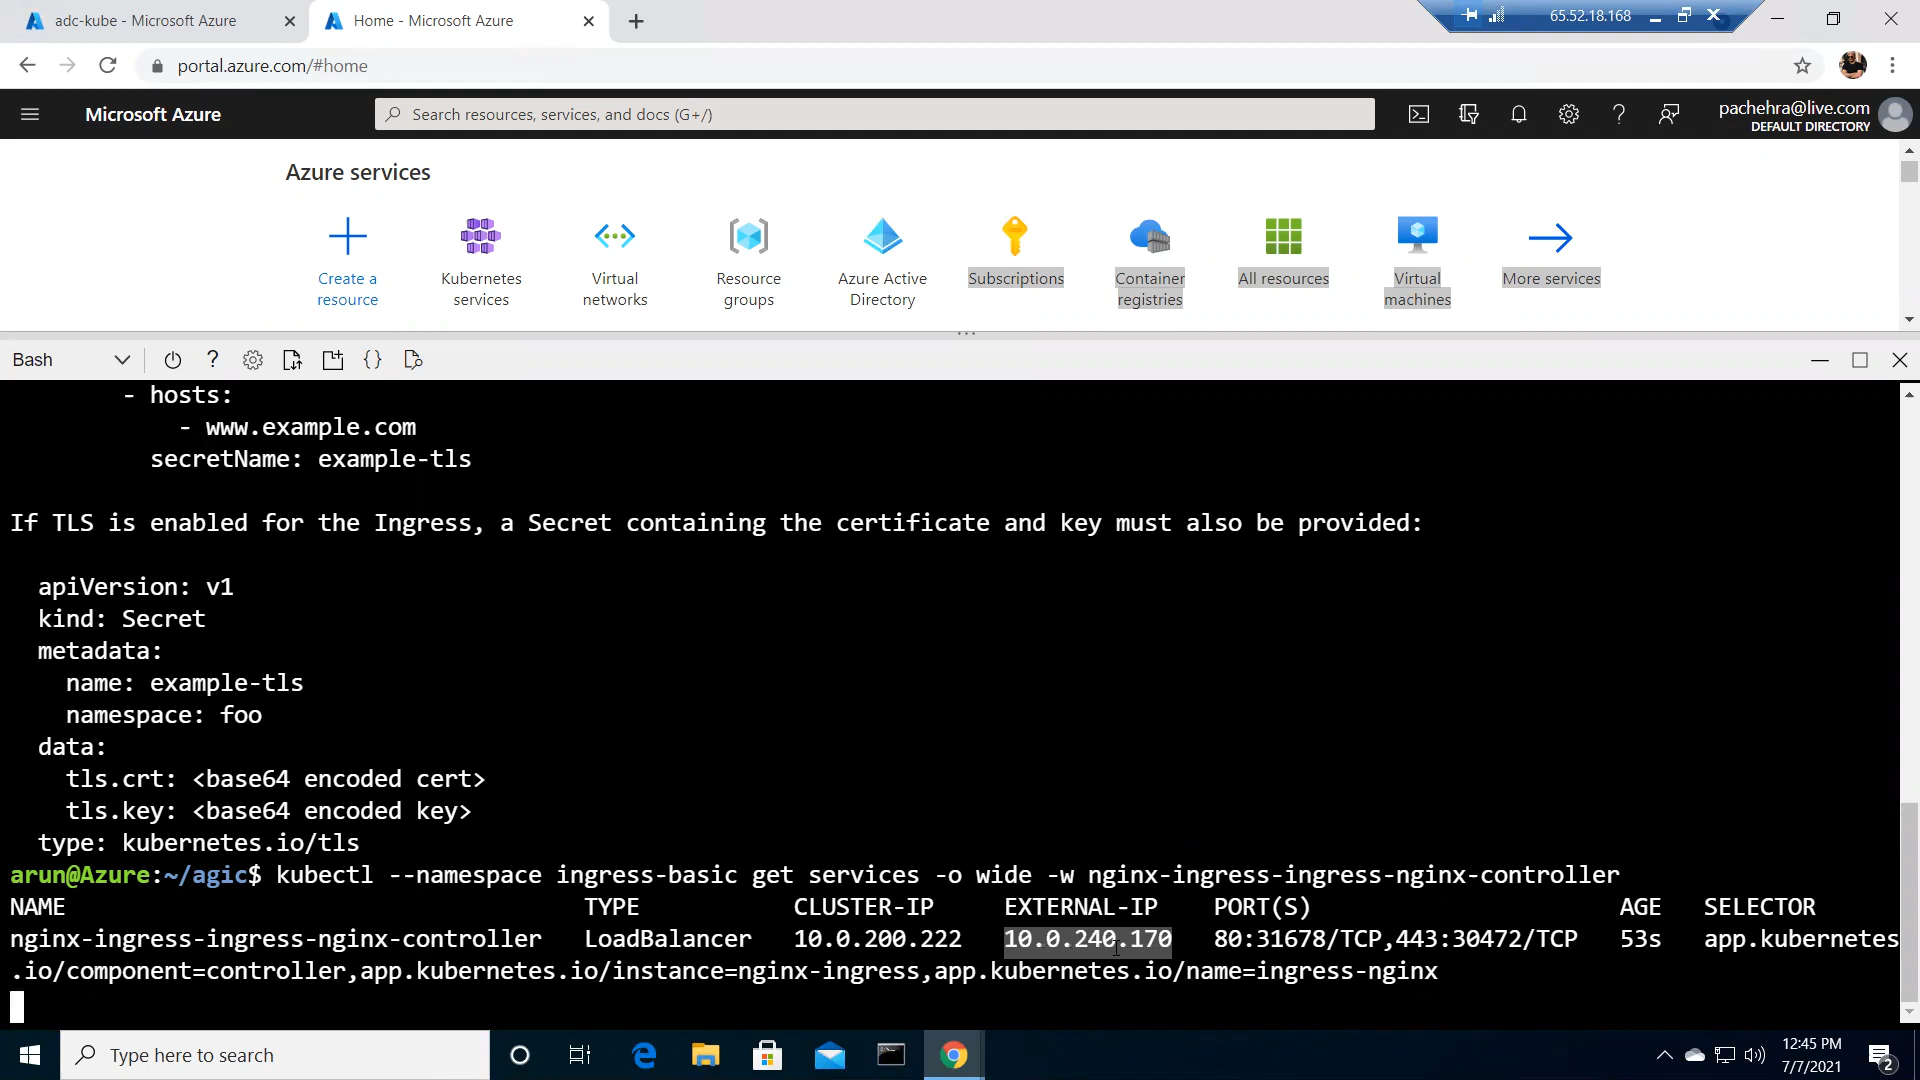 adc-kube - Microsoft Azure
Home - Microsoft Azure
65.52.18.168
portal.azure.com/#home
Microsoft Azure
Search resources, services, and docs (G+/)
pachehra@live.com
DEFAULT DIRECTORY
Azure services
Create a
resource
Kubernetes
services
Virtual
networks
Resource
groups
Azure Active
Directory
Subscriptions
Container
registries
All resources
Virtual
machines
More services
Bash
- hosts:
- www.example.com
secretName: example-tls
If TLS is enabled for the Ingress, a Secret containing the certificate and key must also be provided:
apiVersion: v1
kind: Secret
metadata:
name: example-tls
namespace: foo
data:
tls.crt: <base64 encoded cert>
tls.key: <base64 encoded key>
type: kubernetes.io/tls
arun@Azure:~/agic$ kubectl --namespace ingress-basic get services -o wide -w nginx-ingress-ingress-nginx-controller
NAME TYPE CLUSTER-IP EXTERNAL-IP PORT(S) AGE SELECTOR
nginx-ingress-ingress-nginx-controller LoadBalancer 10.0.200.222 10.0.240.170 80:31678/TCP,443:30472/TCP 53s app.kubernetes
.io/component=controller,app.kubernetes.io/instance=nginx-ingress,app.kubernetes.io/name=ingress-nginx
Type here to search
12:45 PM
7/7/2021
2